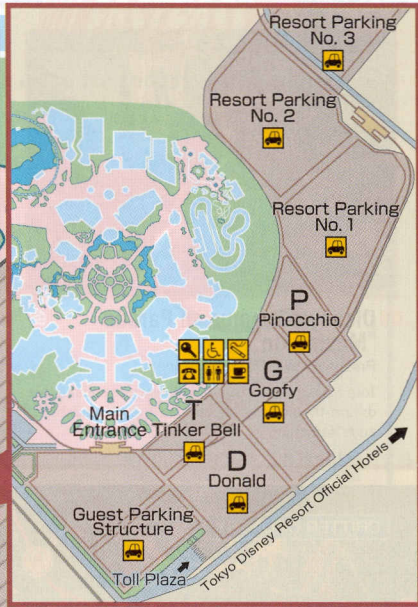 Resort Parking
No. 3
Resort Parking
No. 2
Resort Parking
No. 1
P
Pinocchio
G
Goofy
Main
Entrance
T
Tinker Bell
D
Donald
Guest Parking
Structure
Toll Plaza
Tokyo Disney Resort Official Hotels